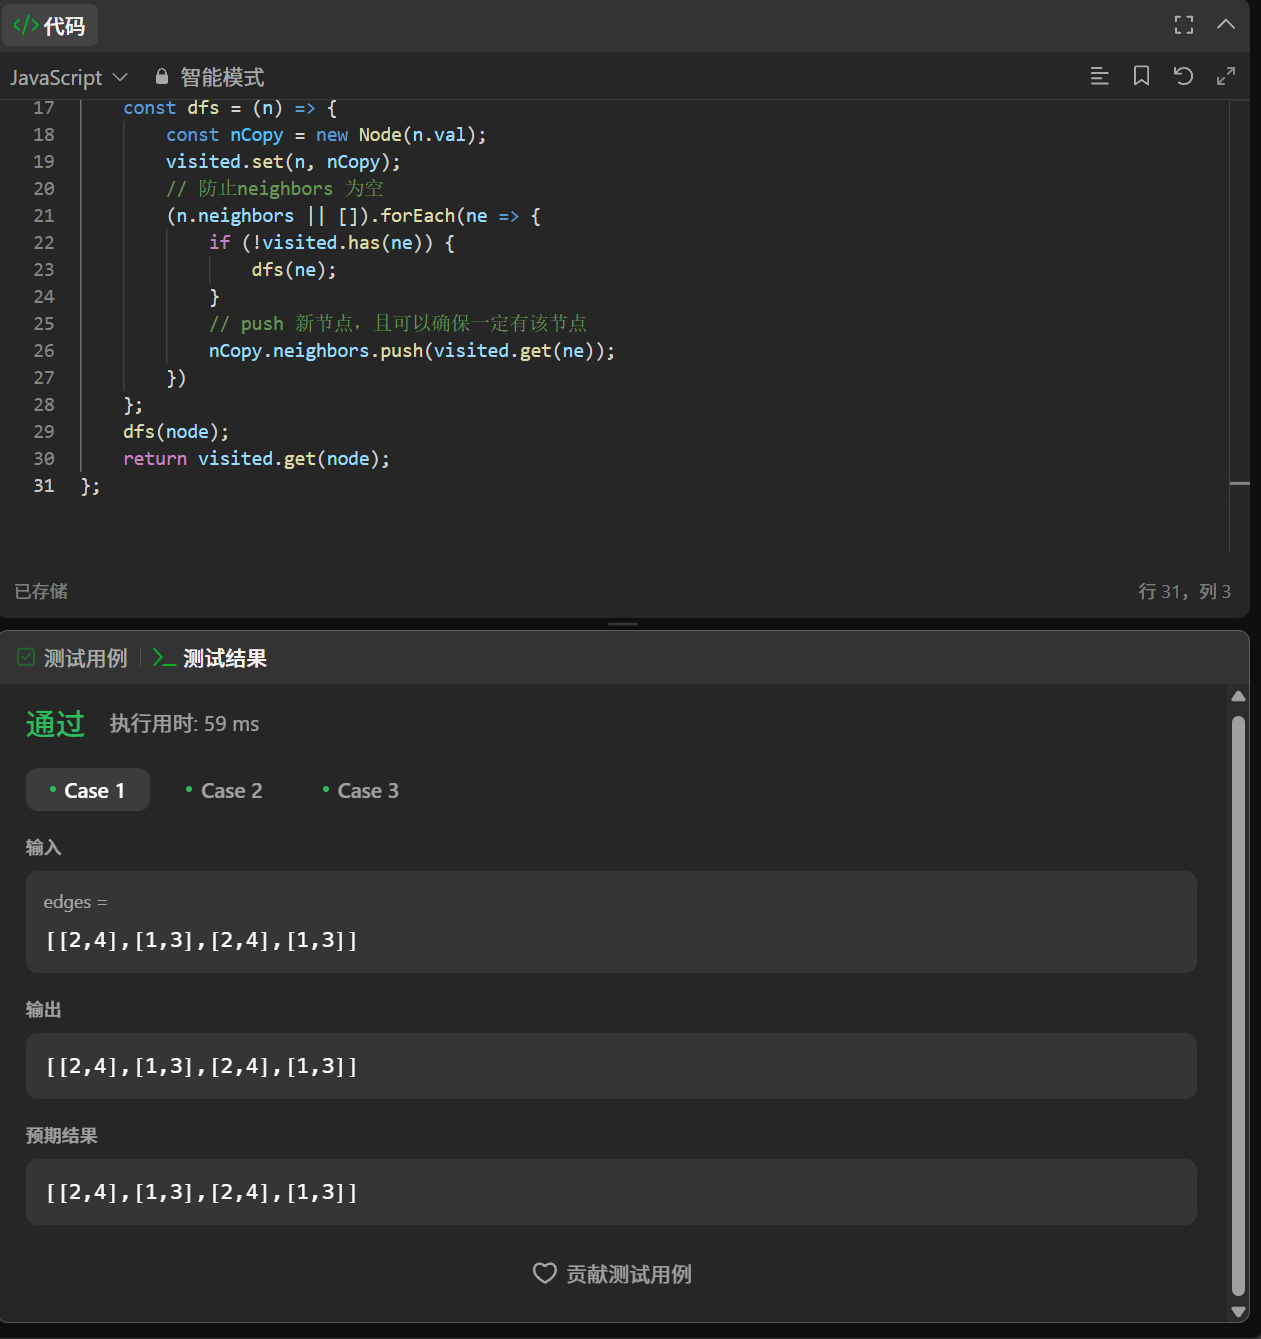 </> 代码
JavaScript 智能模式
17 const dfs = (n) => {
18 const nCopy = new Node(n.val);
19 visited.set(n, nCopy);
20 // 防止neighbors 为空
21 (n.neighbors || []).forEach(ne => {
22 if (!visited.has(ne)) {
23 dfs(ne);
24 }
25 // push 新节点，且可以确保一定有该节点
26 nCopy.neighbors.push(visited.get(ne));
27 })
28 };
29 dfs(node);
30 return visited.get(node);
31 };
已存储 行 31，列 3
测试用例 >_ 测试结果
通过 执行用时: 59 ms
• Case 1 • Case 2 • Case 3
输入
edges =
[[2,4],[1,3],[2,4],[1,3]]
输出
[[2,4],[1,3],[2,4],[1,3]]
预期结果
[[2,4],[1,3],[2,4],[1,3]]
贡献测试用例